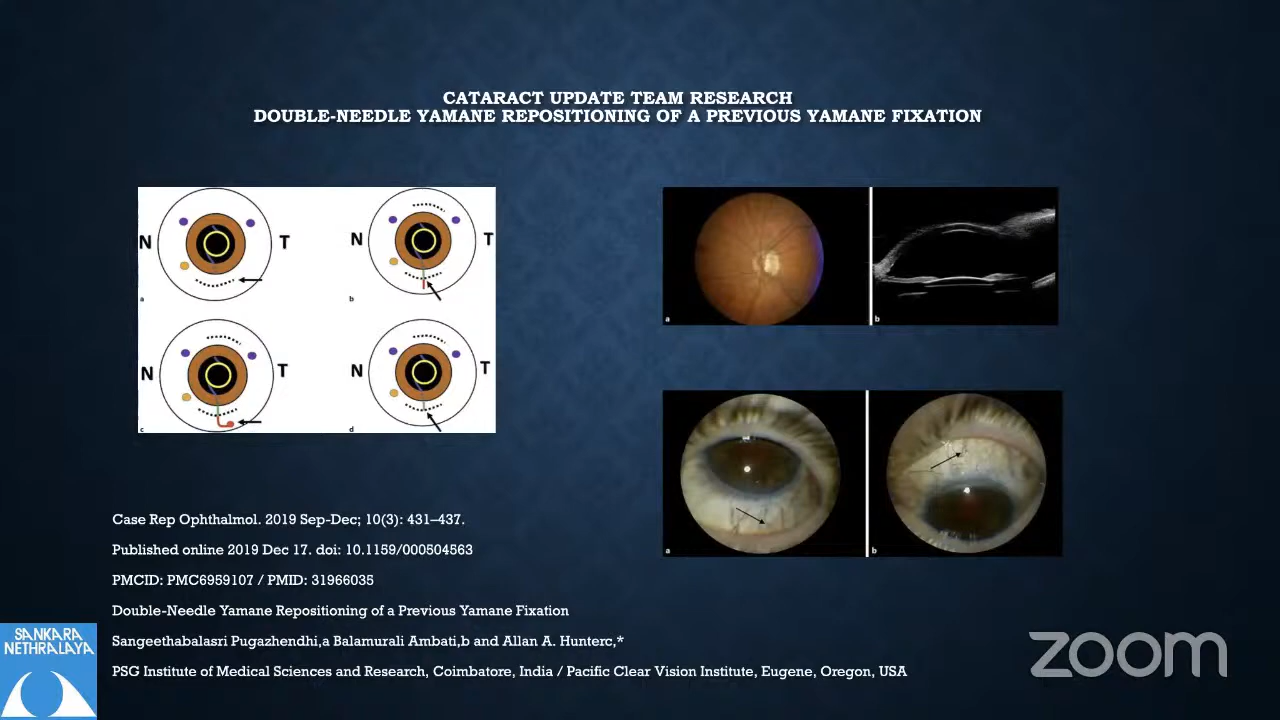 CATARACT UPDATE TEAM RESEARCH
DOUBLE-NEEDLE YAMANE REPOSITIONING OF A PREVIOUS YAMANE FIXATION
N T
a
N T
b
N T
c
N T
d
a
b
a
b
Case Rep Ophthalmol. 2019 Sep-Dec; 10(3): 431–437.
Published online 2019 Dec 17. doi: 10.1159/000504563
PMCID: PMC6959107 / PMID: 31966035
Double-Needle Yamane Repositioning of a Previous Yamane Fixation
Sangeethabalasri Pugazhendhi,a Balamurali Ambati,b and Allan A. Hunterc,*
PSG Institute of Medical Sciences and Research, Coimbatore, India / Pacific Clear Vision Institute, Eugene, Oregon, USA
SANKARA
NETHRALAYA
zoom